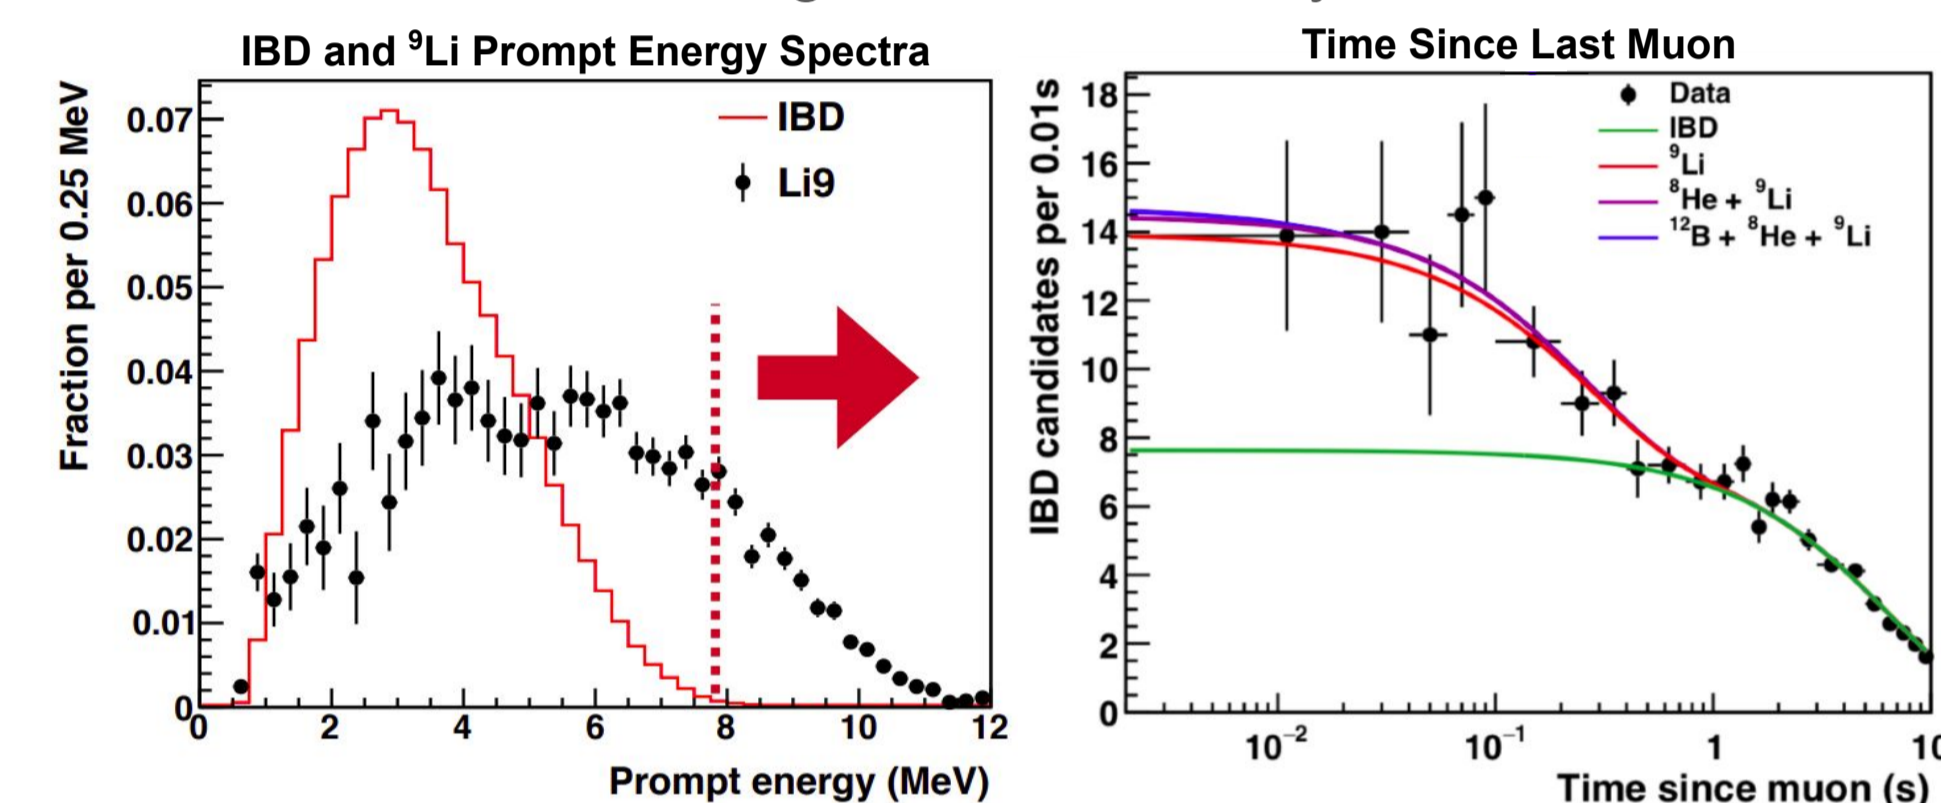 IBD and ⁹Li Prompt Energy Spectra
Fraction per 0.25 MeV
0.07
0.06
0.05
0.04
0.03
0.02
0.01
0
IBD
Li9
0 2 4 6 8 10 12
Prompt energy (MeV)
Time Since Last Muon
IBD candidates per 0.01s
18
16
14
12
10
8
6
4
2
0
Data
IBD
⁹Li
⁸He + ⁹Li
¹²B + ⁸He + ⁹Li
10⁻² 10⁻¹ 1 10
Time since muon (s)